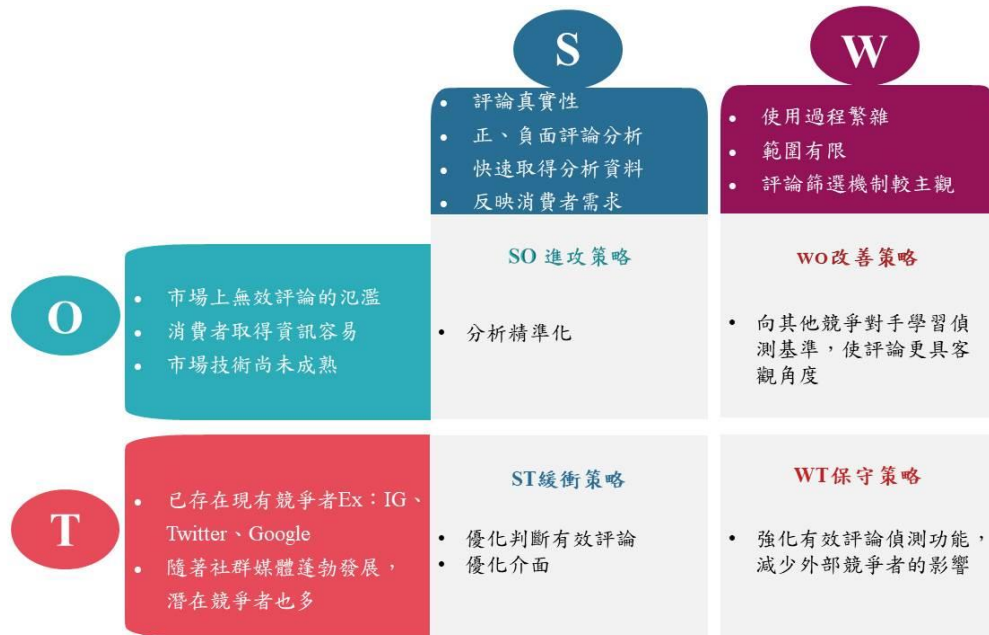 S
評論真實性
正、負面評論分析
快速取得分析資料
反映消費者需求
W
使用過程繁雜
範圍有限
評論篩選機制較主觀
O
市場上無效評論的氾濫
消費者取得資訊容易
市場技術尚未成熟
SO 進攻策略
分析精準化
WO改善策略
向其他競爭對手學習偵
測基準，使評論更具客
觀角度
T
已存在現有競爭者Ex：IG、
Twitter、Google
隨著社群媒體蓬勃發展，
潛在競爭者也多
ST緩衝策略
優化判斷有效評論
優化介面
WT保守策略
強化有效評論偵測功能，
減少外部競爭者的影響